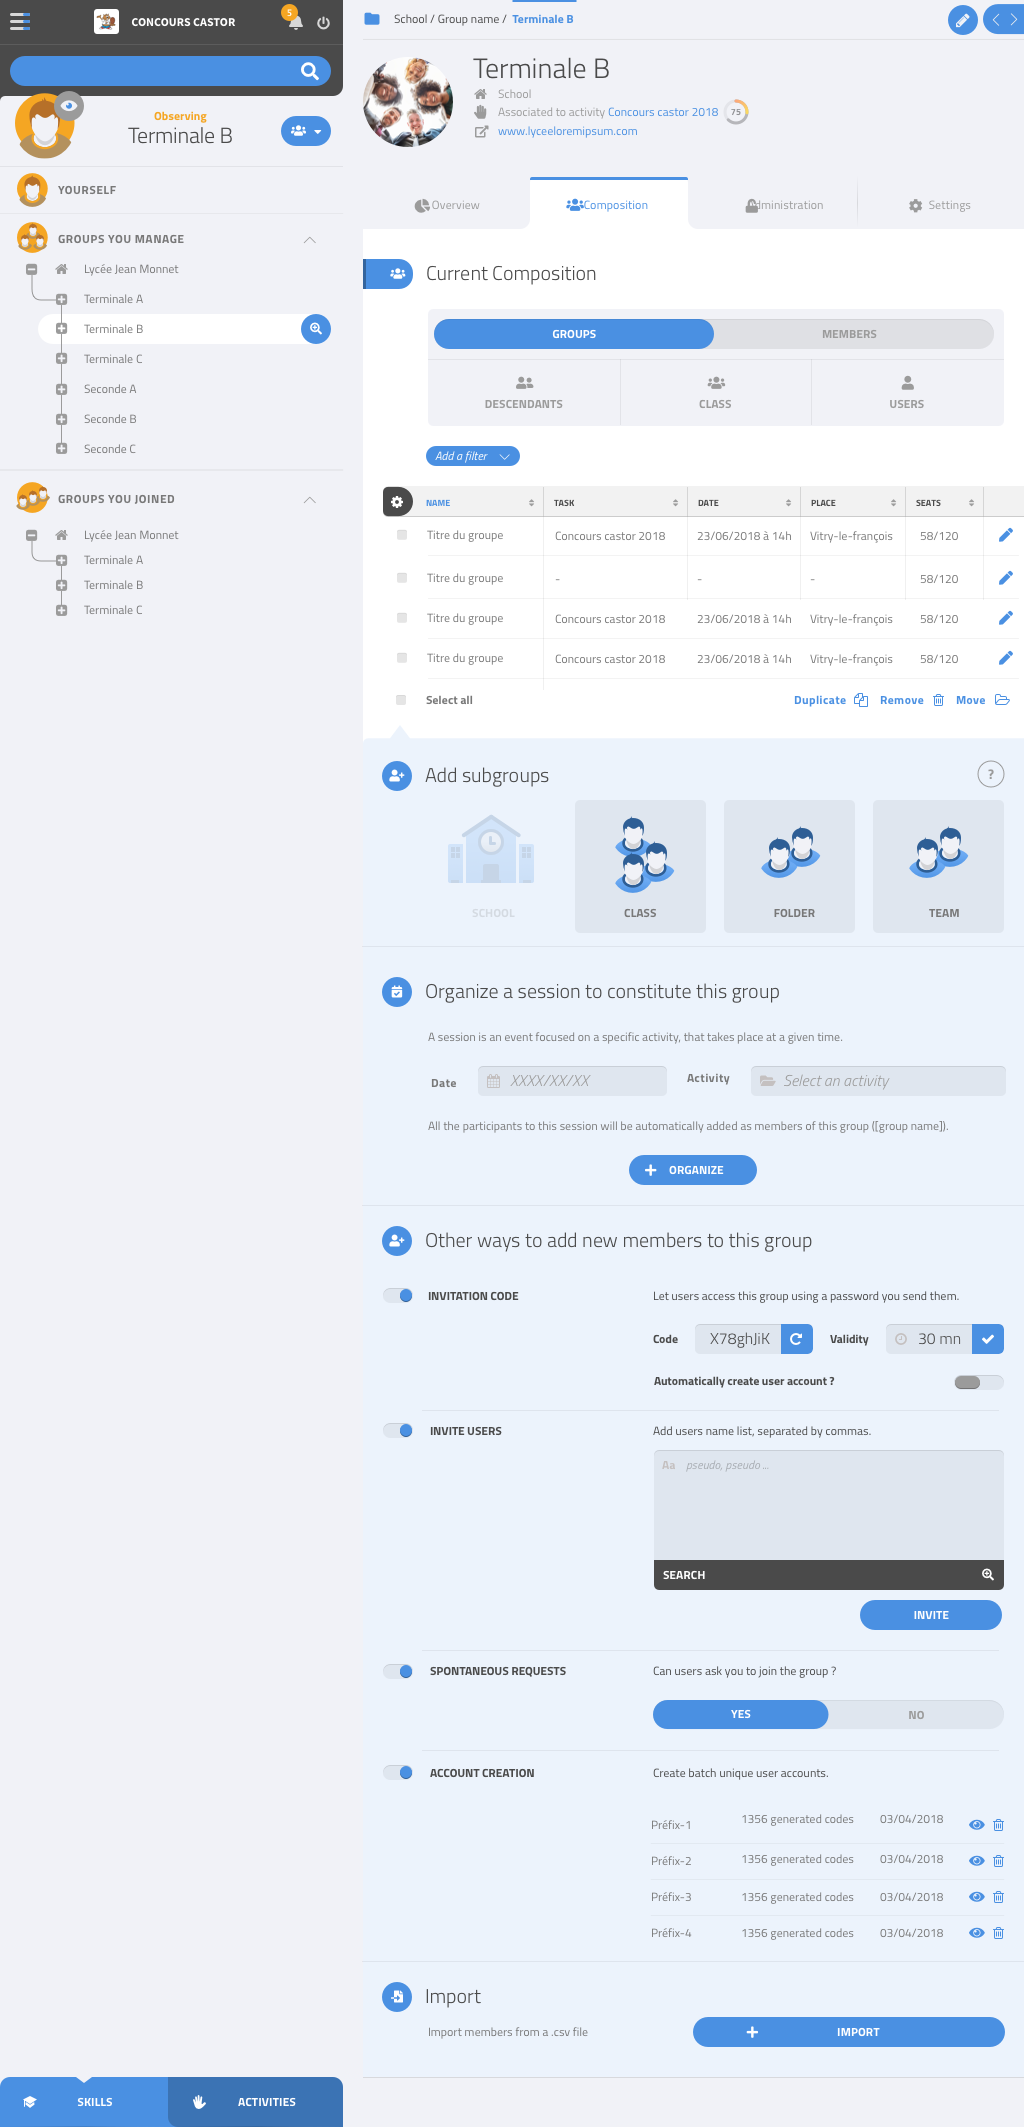 CONCOURS CASTOR
5
Observing
Terminale B
YOURSELF
GROUPS YOU MANAGE
Lycée Jean Monnet
Terminale A
Terminale B
Terminale C
Seconde A
Seconde B
Seconde C
GROUPS YOU JOINED
Lycée Jean Monnet
Terminale A
Terminale B
Terminale C
SKILLS
ACTIVITIES
School / Group name / Terminale B
Terminale B
School
Associated to activity Concours castor 2018 75
www.lyceeloremipsum.com
Overview
Composition
dministration
Settings
Current Composition
GROUPS
MEMBERS
DESCENDANTS
CLASS
USERS
Add a filter
NAME TASK DATE PLACE SEATS
Titre du groupe Concours castor 2018 23/06/2018 à 14h Vitry-le-françois 58/120
Titre du groupe - - - 58/120
Titre du groupe Concours castor 2018 23/06/2018 à 14h Vitry-le-françois 58/120
Titre du groupe Concours castor 2018 23/06/2018 à 14h Vitry-le-françois 58/120
Select all Duplicate Remove Move
Add subgroups ?
SCHOOL
CLASS
FOLDER
TEAM
Organize a session to constitute this group
A session is an event focused on a specific activity, that takes place at a given time.
Date XXXX/XX/XX Activity Select an activity
All the participants to this session will be automatically added as members of this group ([group name]).
ORGANIZE
Other ways to add new members to this group
INVITATION CODE
Let users access this group using a password you send them.
Code X78ghJiK Validity 30 mn
Automatically create user account ?
INVITE USERS
Add users name list, separated by commas.
Aa pseudo, pseudo ...
SEARCH
INVITE
SPONTANEOUS REQUESTS
Can users ask you to join the group ?
YES
NO
ACCOUNT CREATION
Create batch unique user accounts.
Préfix-1 1356 generated codes 03/04/2018
Préfix-2 1356 generated codes 03/04/2018
Préfix-3 1356 generated codes 03/04/2018
Préfix-4 1356 generated codes 03/04/2018
Import
Import members from a .csv file
IMPORT